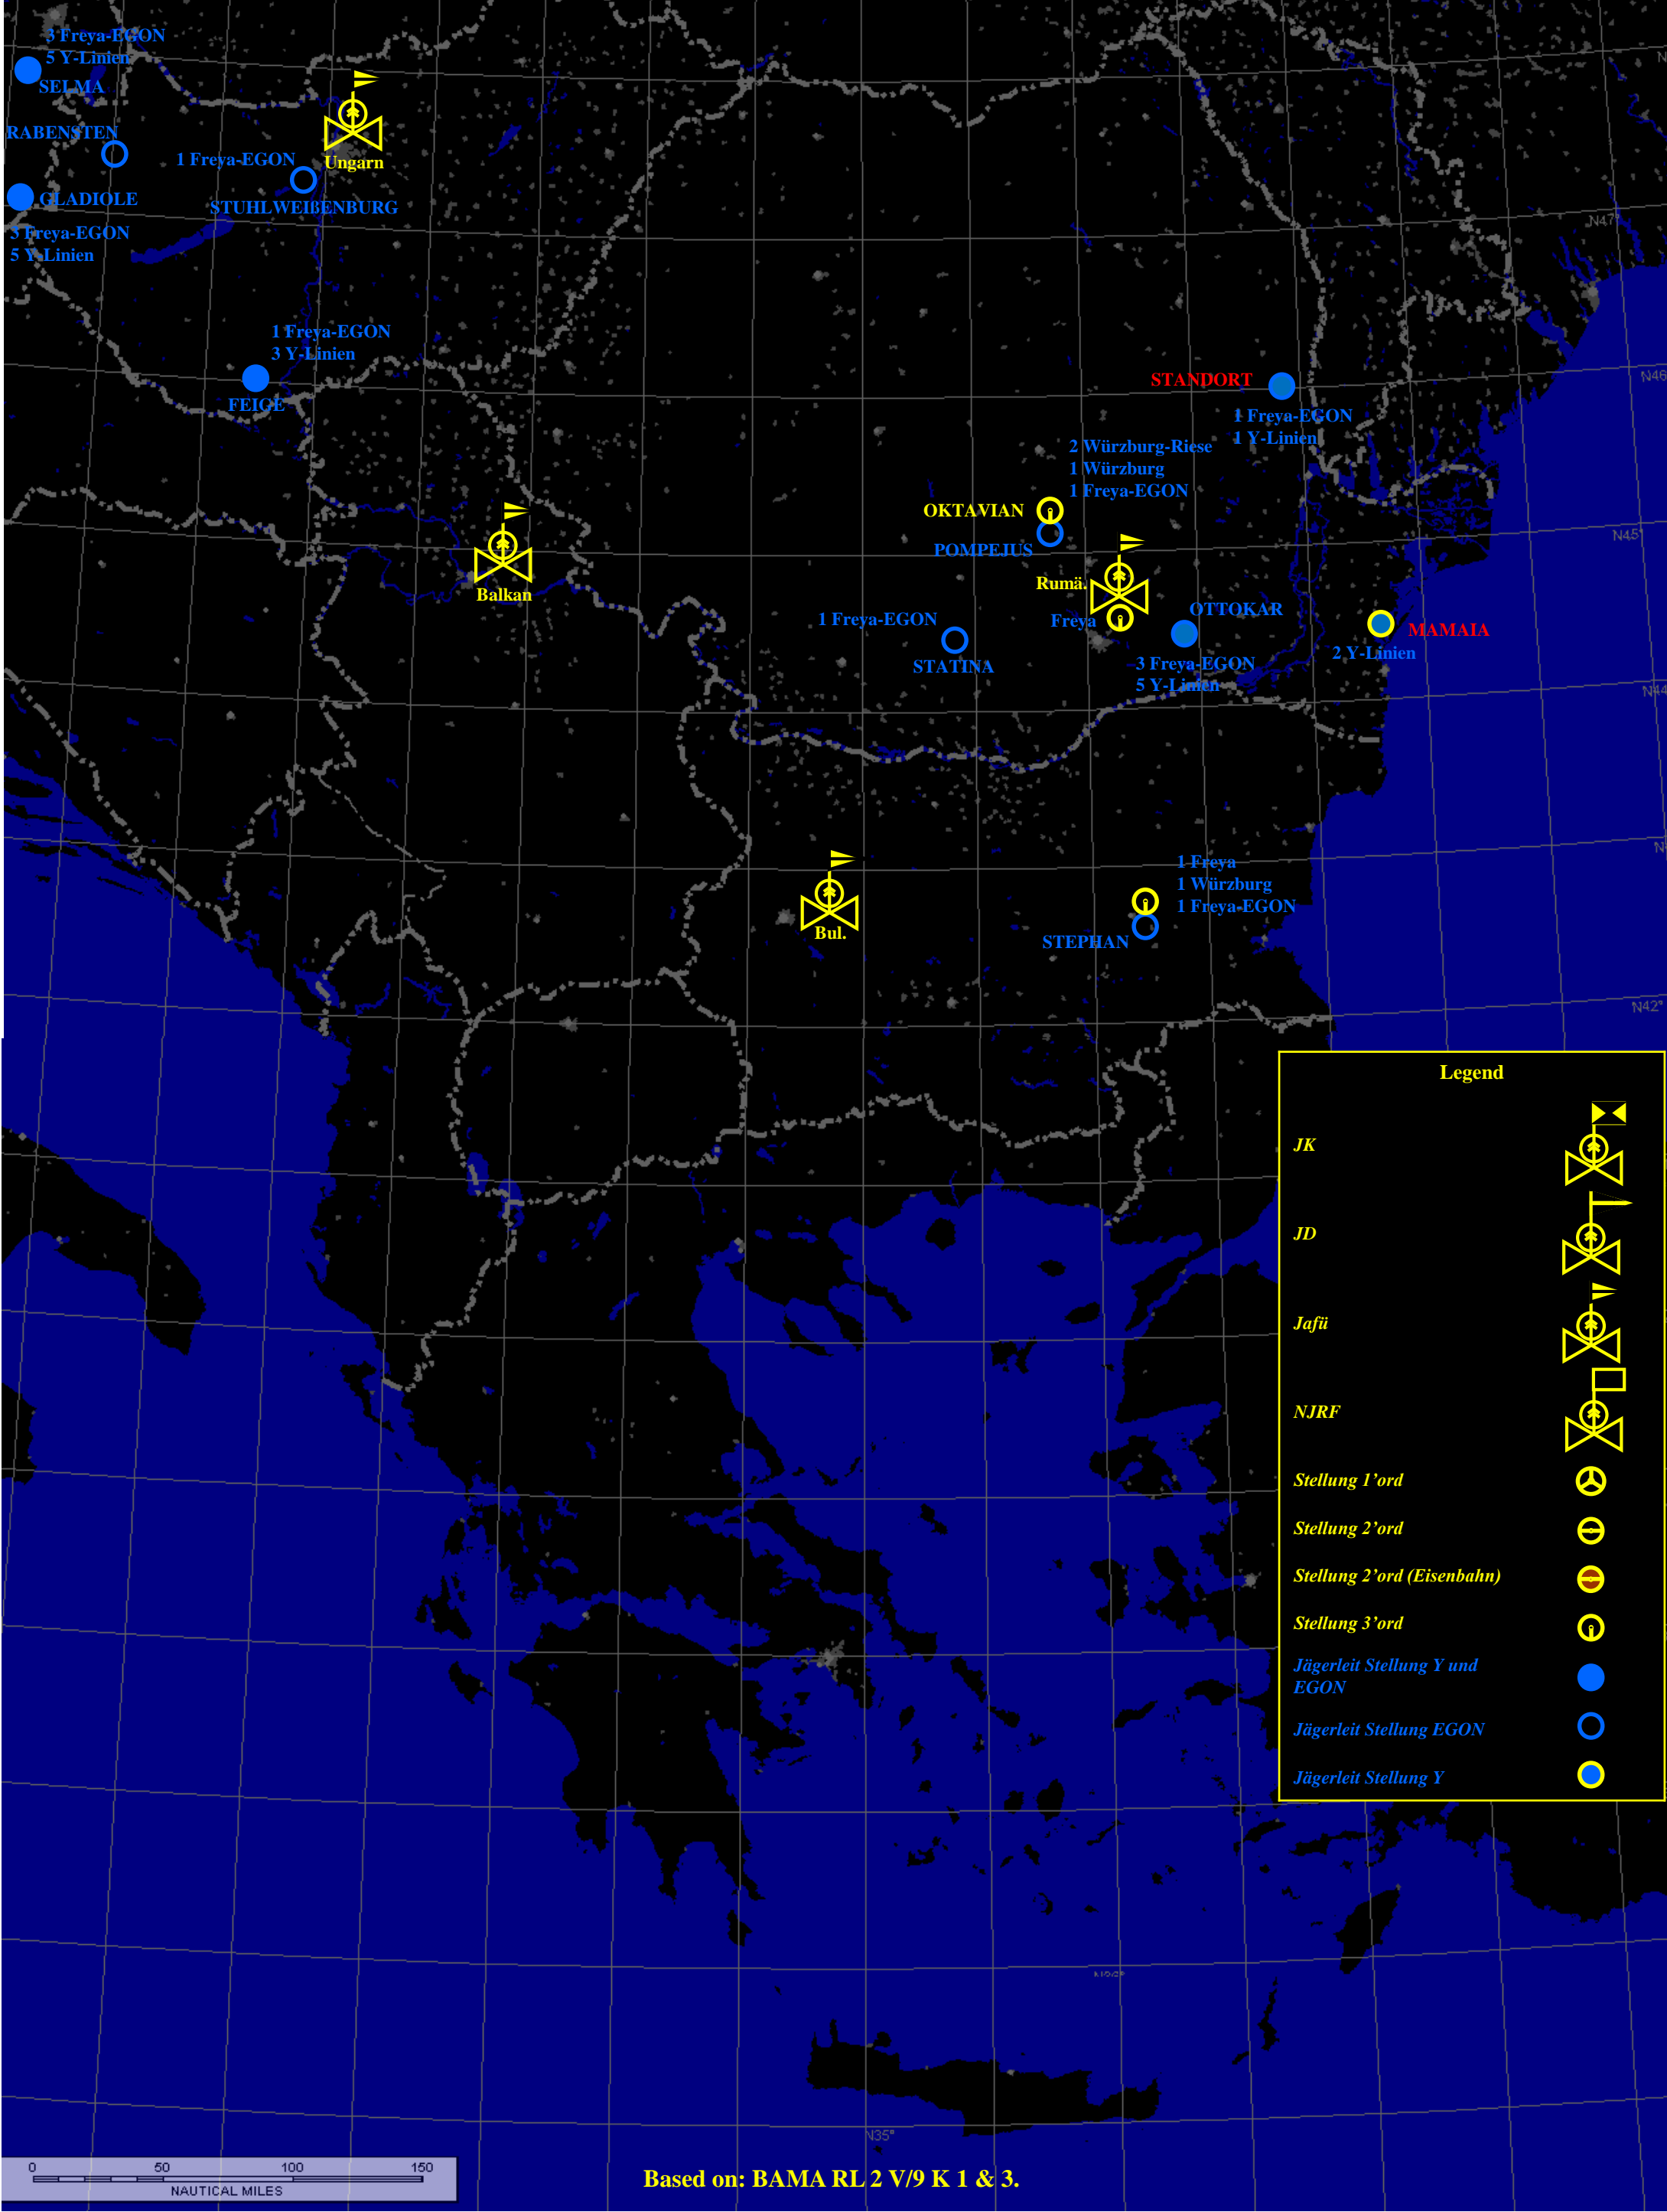 3 Freya-EGON
5 Y-Linien
SELMA
RABENSTEN
GLADIOLE
3 Freya-EGON
5 Y-Linien
1 Freya-EGON
STUHLWEIßENBURG
Ungarn
1 Freya-EGON
3 Y-Linien
FEIGE
Balkan
N47°
STANDORT
1 Freya-EGON
1 Y-Linien
N46
2 Würzburg-Riese
1 Würzburg
1 Freya-EGON
OKTAVIAN
POMPEJUS
N45°
Rumä.
Freya
OTTOKAR
3 Freya-EGON
5 Y-Linien
1 Freya-EGON
STATINA
MAMAIA
2 Y-Linien
N44
Bul.
1 Freya
1 Würzburg
1 Freya-EGON
STEPHAN
N42°
Legend
JK
JD
Jafü
NJRF
Stellung 1’ord
Stellung 2’ord
Stellung 2’ord (Eisenbahn)
Stellung 3’ord
Jägerleit Stellung Y und
EGON
Jägerleit Stellung EGON
Jägerleit Stellung Y
N35°
0 50 100 150
NAUTICAL MILES
Based on: BAMA RL 2 V/9 K 1 & 3.